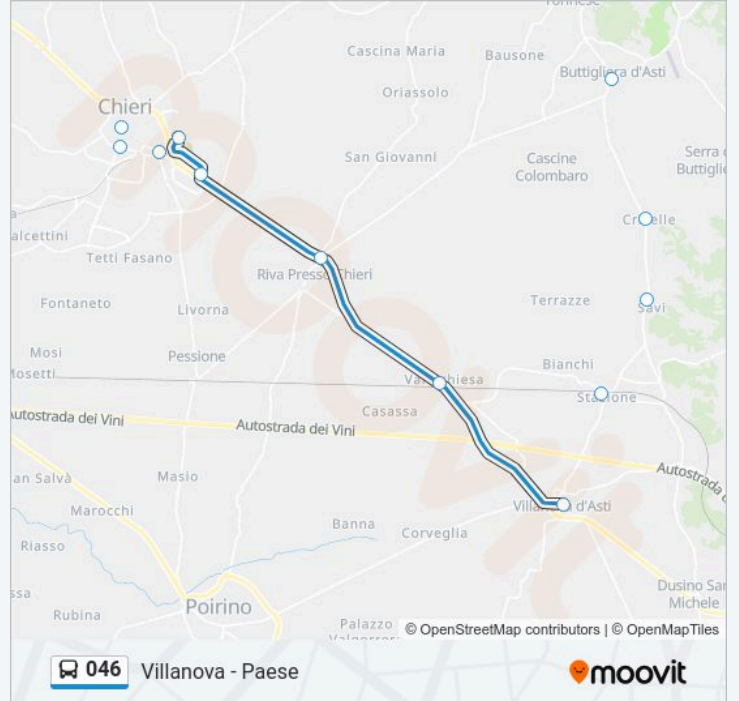 Cascina Maria
Bausone
Buttigliera d'Asti
Oriassolo
Chieri
San Giovanni
Cascine
Colombaro
Serra
Buttiglie
alcettini
Tetti Fasano
Riva Presso Chieri
Fontaneto
Livorna
Terrazze
Savi
Mosi
Pessione
Bianchi
Mosetti
Stazione
Casassa
Autostrada dei Vini
Autostrada dei Vini
Autostrada d
an Salvà
Masio
Villanova d'Asti
Marocchi
Banna
Corveglia
Riasso
Dusino San
Michele
Poirino
Rubina
Palazzo
© OpenStreetMap contributors | © OpenMapTiles
046 Villanova - Paese
moovit